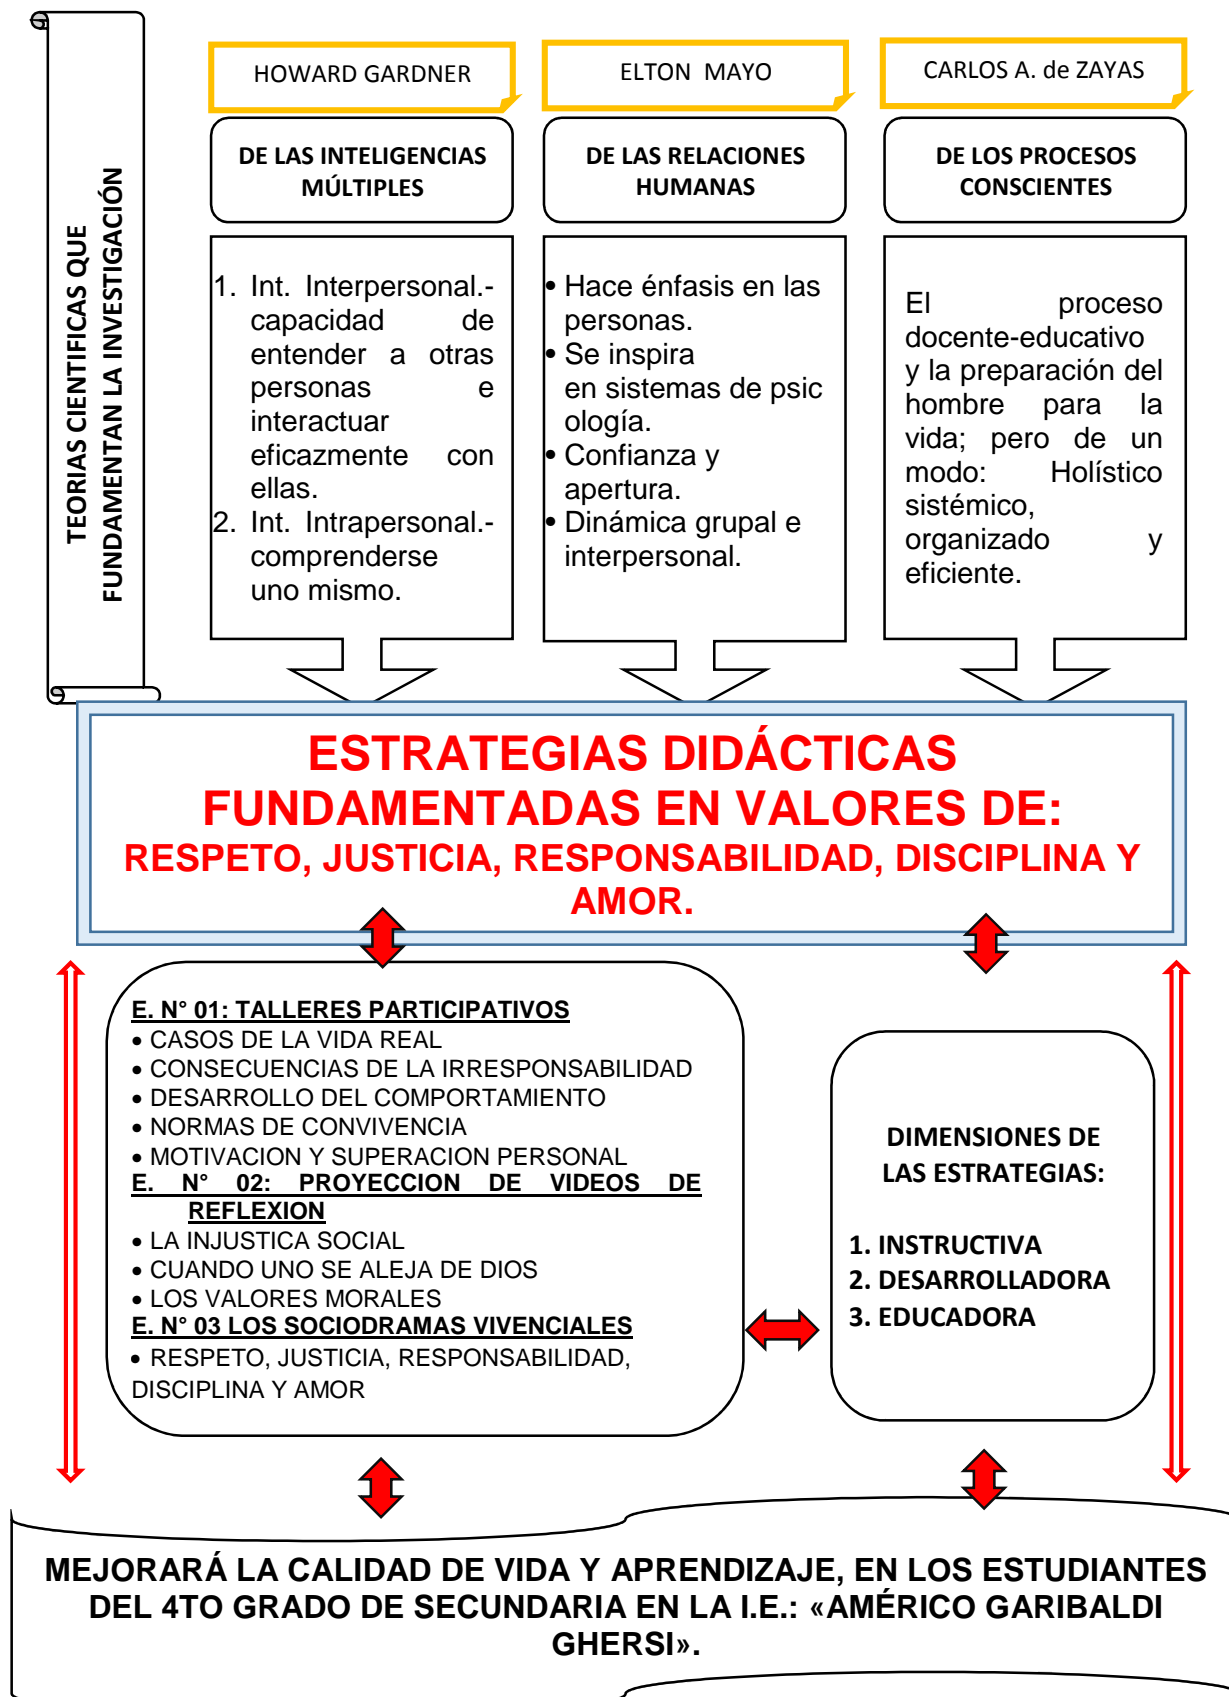 TEORIAS CIENTIFICAS QUE
FUNDAMENTAN LA INVESTIGACIÓN
HOWARD GARDNER
DE LAS INTELIGENCIAS
MÚLTIPLES
1. Int. Interpersonal.-
capacidad de
entender a otras
personas e
interactuar
eficazmente con
ellas.
2. Int. Intrapersonal.-
comprenderse
uno mismo.
ELTON MAYO
DE LAS RELACIONES
HUMANAS
• Hace énfasis en las
personas.
• Se inspira
en sistemas de psic
ología.
• Confianza y
apertura.
• Dinámica grupal e
interpersonal.
CARLOS A. de ZAYAS
DE LOS PROCESOS
CONSCIENTES
El proceso
docente-educativo
y la preparación del
hombre para la
vida; pero de un
modo: Holístico
sistémico,
organizado y
eficiente.
ESTRATEGIAS DIDÁCTICAS
FUNDAMENTADAS EN VALORES DE:
RESPETO, JUSTICIA, RESPONSABILIDAD, DISCIPLINA Y
AMOR.
E. N° 01: TALLERES PARTICIPATIVOS
• CASOS DE LA VIDA REAL
• CONSECUENCIAS DE LA IRRESPONSABILIDAD
• DESARROLLO DEL COMPORTAMIENTO
• NORMAS DE CONVIVENCIA
• MOTIVACION Y SUPERACION PERSONAL
E. N° 02: PROYECCION DE VIDEOS DE
REFLEXION
• LA INJUSTICA SOCIAL
• CUANDO UNO SE ALEJA DE DIOS
• LOS VALORES MORALES
E. N° 03 LOS SOCIODRAMAS VIVENCIALES
• RESPETO, JUSTICIA, RESPONSABILIDAD,
DISCIPLINA Y AMOR
DIMENSIONES DE
LAS ESTRATEGIAS:
1. INSTRUCTIVA
2. DESARROLLADORA
3. EDUCADORA
MEJORARÁ LA CALIDAD DE VIDA Y APRENDIZAJE, EN LOS ESTUDIANTES
DEL 4TO GRADO DE SECUNDARIA EN LA I.E.: «AMÉRICO GARIBALDI
GHERSI».